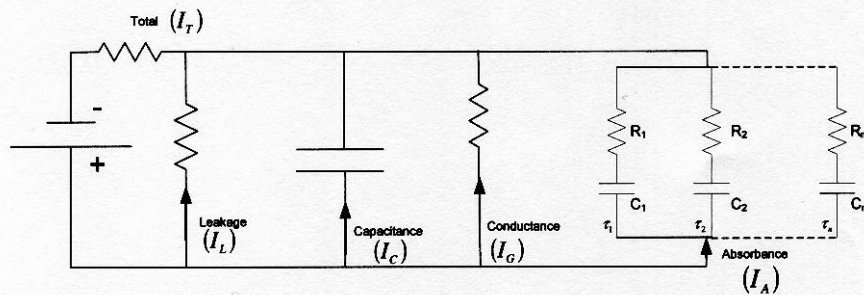 Total (I_T)
-
+
Leakage
(I_L)
Capacitance
(I_C)
Conductance
(I_G)
R₁
R₂
C₁
C₂
τ₁
τ₂
τₙ
Absorbance
(I_A)